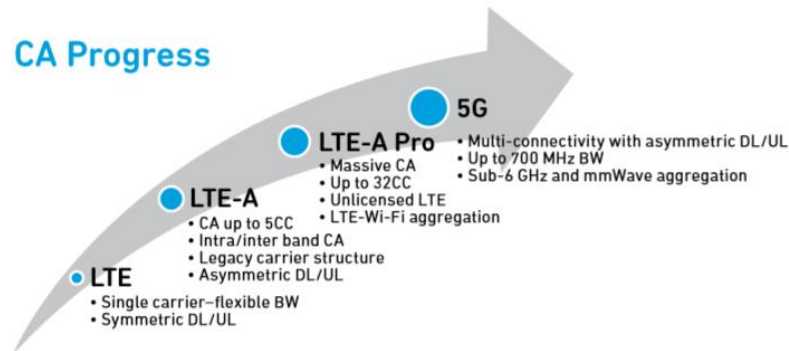 CA Progress
5G
• Multi-connectivity with asymmetric DL/UL
• Up to 700 MHz BW
• Sub-6 GHz and mmWave aggregation
LTE-A Pro
• Massive CA
• Up to 32CC
• Unlicensed LTE
• LTE-Wi-Fi aggregation
LTE-A
• CA up to 5CC
• Intra/inter band CA
• Legacy carrier structure
• Asymmetric DL/UL
LTE
• Single carrier–flexible BW
• Symmetric DL/UL